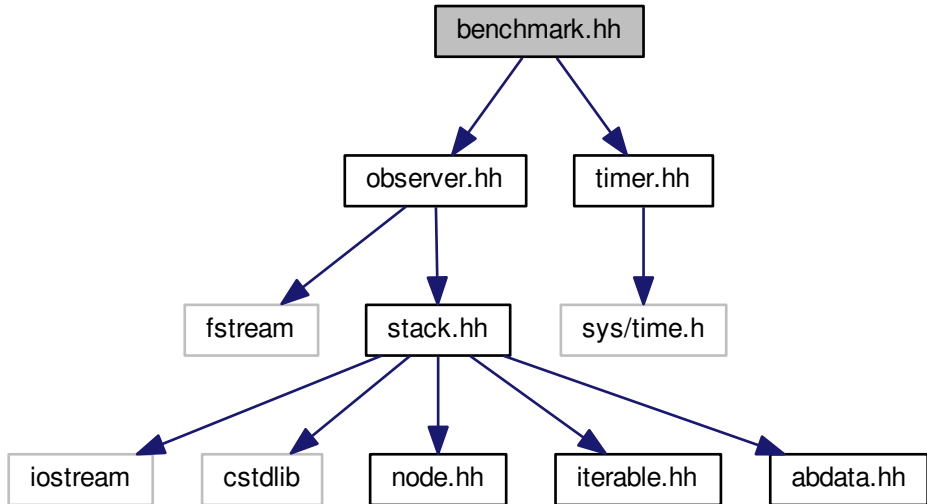 benchmark.hh
observer.hh
timer.hh
fstream
stack.hh
sys/time.h
iostream
cstdlib
node.hh
iterable.hh
abdata.hh